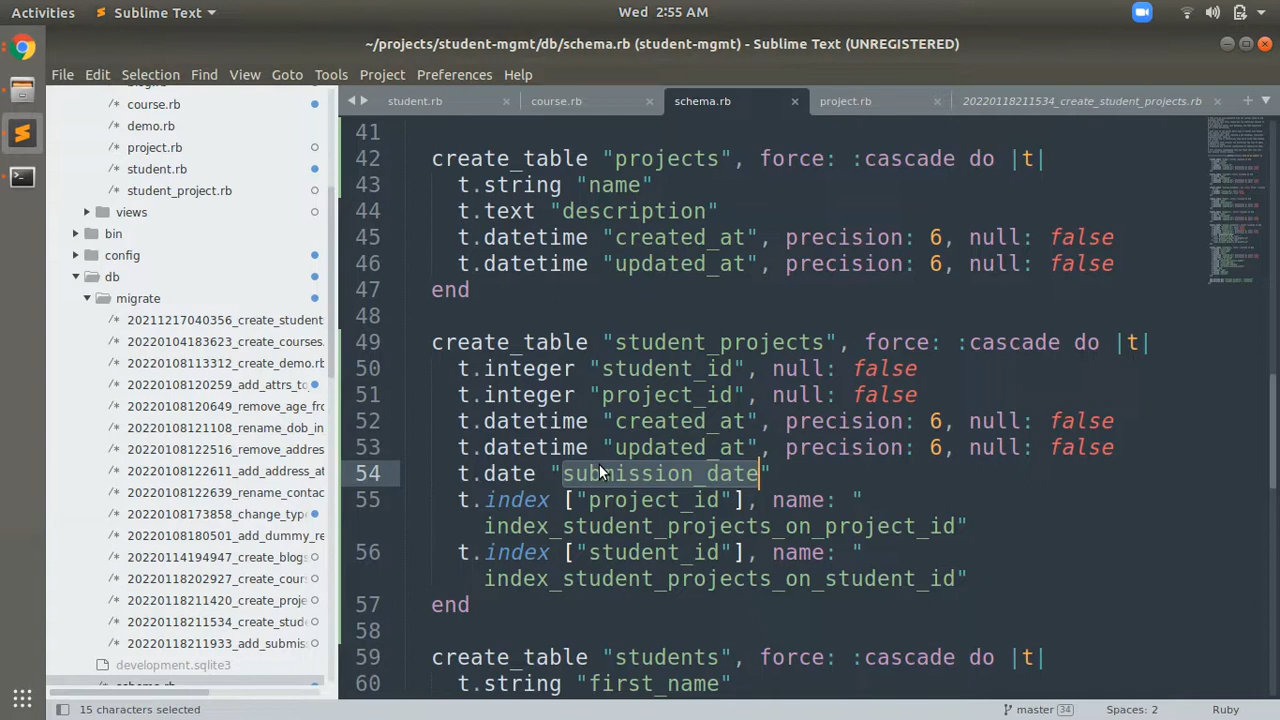 Activities Sublime Text Wed 2:55 AM
~/projects/student-mgmt/db/schema.rb (student-mgmt) - Sublime Text (UNREGISTERED)
File Edit Selection Find View Goto Tools Project Preferences Help
student.rb course.rb schema.rb project.rb 20220118211534_create_student_projects.rb
course.rb
demo.rb
project.rb
student.rb
student_project.rb
views
bin
config
db
migrate
20211217040356_create_student
20220104183623_create_courses.
20220108113312_create_demo.rb
20220108120259_add_attrs_to
20220108120649_remove_age_fro
20220108121108_remove_dob_in
20220108122516_remove_addres
20220108122611_add_address_at
20220108122639_rename_contac
20220108173858_change_type
20220108180501_add_dummy_re
20220114194947_create_blogs
20220118202927_create_cour
20220118211420_create_proje
20220118211534_create_stud
20220118211933_add_submis
development.sqlite3
schema.rb
41
42 create_table "projects", force: :cascade do |t|
43 t.string "name"
44 t.text "description"
45 t.datetime "created_at", precision: 6, null: false
46 t.datetime "updated_at", precision: 6, null: false
47 end
48
49 create_table "student_projects", force: :cascade do |t|
50 t.integer "student_id", null: false
51 t.integer "project_id", null: false
52 t.datetime "created_at", precision: 6, null: false
53 t.datetime "updated_at", precision: 6, null: false
54 t.date "submission_date"
55 t.index ["project_id"], name: "
index_student_projects_on_project_id"
56 t.index ["student_id"], name: "
index_student_projects_on_student_id"
57 end
58
59 create_table "students", force: :cascade do |t|
60 t.string "first_name"
15 characters selected master 34 Spaces: 2 Ruby